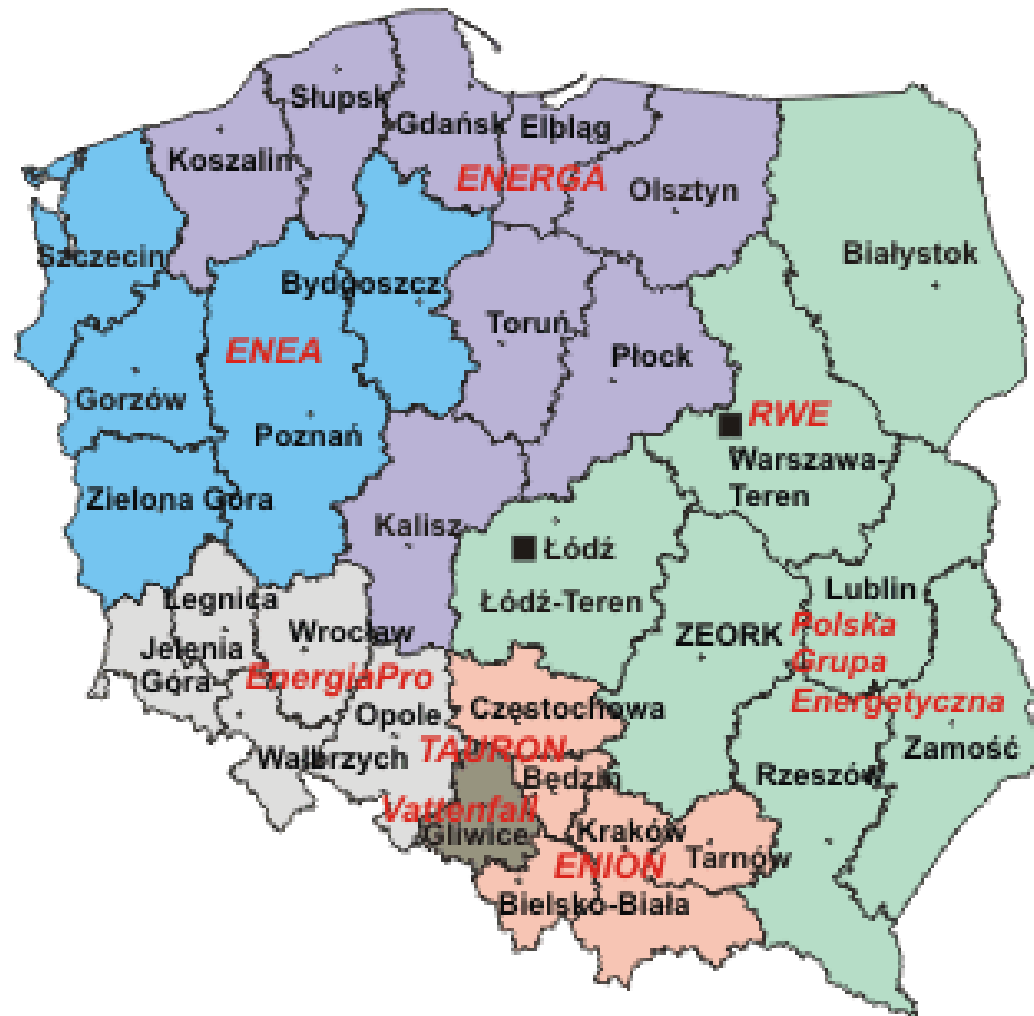 Słupsk
Gdańsk
Elbląg
Koszalin
ENERGA
Olsztyn
Szczecin
Białystok
Bydgoszcz
Toruń
ENEA
Płock
Gorzów
RWE
Poznań
Warszawa-
Teren
Zielona Góra
Kalisz
Łódź
Łódź-Teren
Legnica
Lublin
Wrocław
ZEORK
Polska
Grupa
Energetyczna
Jelenia
Góra
EnergiaPro
Opole
Częstochowa
TAURON
Zamość
Wałbrzych
Będzin
Rzeszów
Vattenfall
Gliwice
Kraków
Tarnów
ENION
Bielsko-Biała